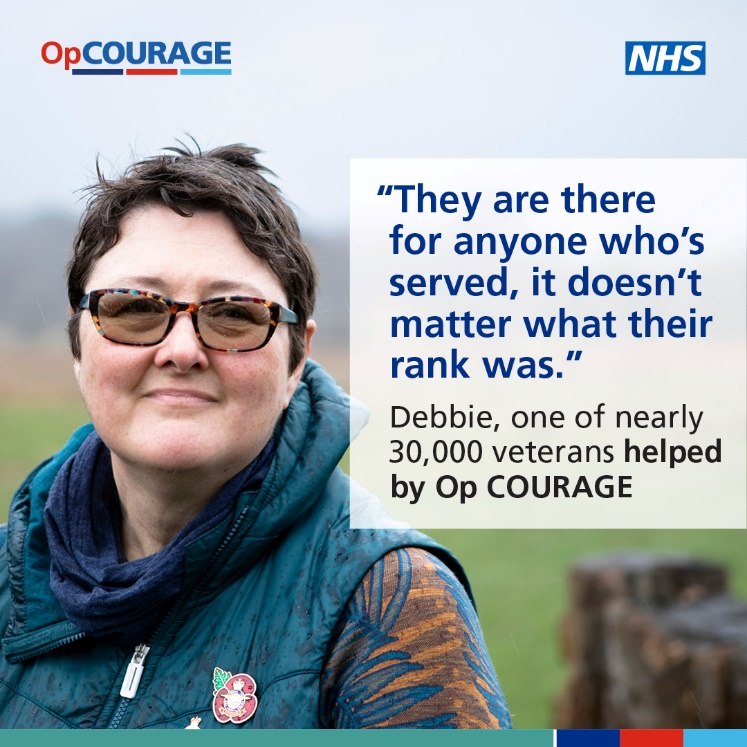 OpCOURAGE
NHS
“They are there
for anyone who’s
served, it doesn’t
matter what their
rank was.”
Debbie, one of nearly
30,000 veterans helped
by Op COURAGE